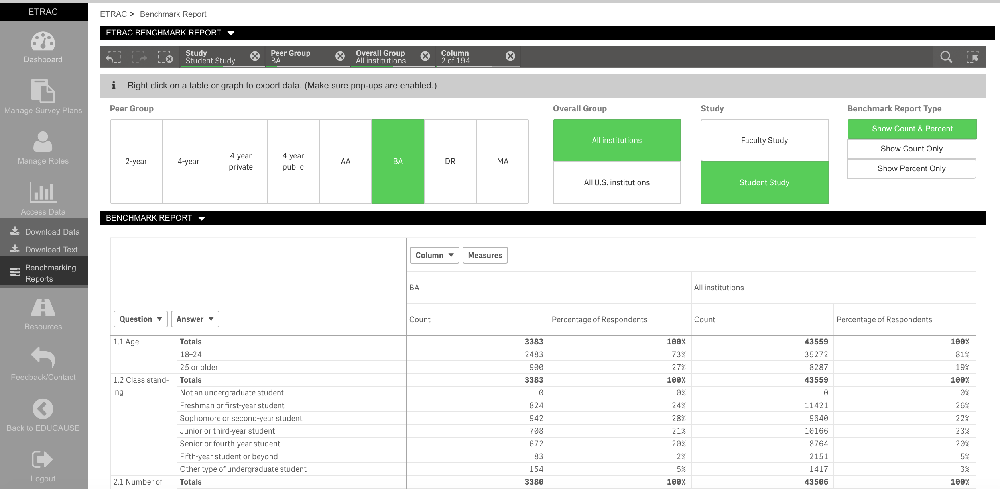 ETRAC
Dashboard
Manage Survey Plans
Manage Roles
Access Data
Download Data
Download Text
Benchmarking
Reports
Resources
Feedback/Contact
Back to EDUCAUSE
Logout
ETRAC > Benchmark Report
ETRAC BENCHMARK REPORT
Study
Student Study
Peer Group
BA
Overall Group
All institutions
Column
2 of 194
Right click on a table or graph to export data. (Make sure pop-ups are enabled.)
Peer Group
2-year
4-year
4-year
private
4-year
public
AA
BA
DR
MA
Overall Group
All institutions
All U.S. institutions
Study
Faculty Study
Student Study
Benchmark Report Type
Show Count & Percent
Show Count Only
Show Percent Only
BENCHMARK REPORT
Column Measures
BA All institutions
Question Answer Count Percentage of Respondents Count Percentage of Respondents
1.1 Age Totals 3383 100% 43559 100%
18–24 2483 73% 35272 81%
25 or older 900 27% 8287 19%
1.2 Class stand- Totals 3383 100% 43559 100%
ing Not an undergraduate student 0 0% 0 0%
Freshman or first-year student 824 24% 11421 26%
Sophomore or second-year student 942 28% 9640 22%
Junior or third-year student 708 21% 10166 23%
Senior or fourth-year student 672 20% 8764 20%
Fifth-year student or beyond 83 2% 2151 5%
Other type of undergraduate student 154 5% 1417 3%
2.1 Number of Totals 3380 100% 43506 100%